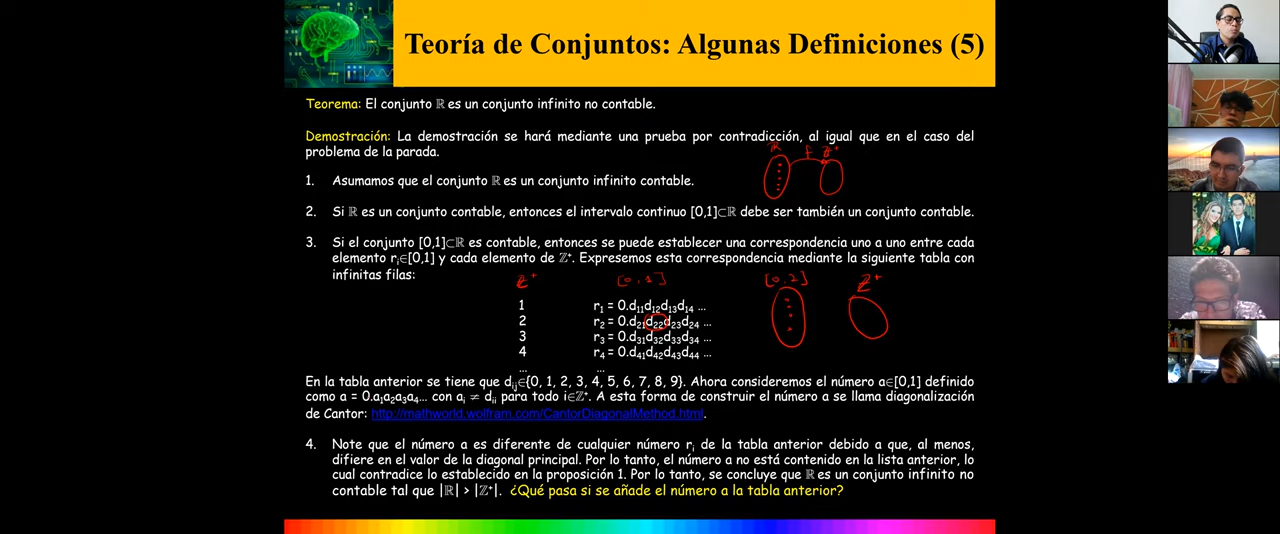 Teoría de Conjuntos: Algunas Definiciones (5)
Teorema: El conjunto ℝ es un conjunto infinito no contable.
Demostración: La demostración se hará mediante una prueba por contradicción, al igual que en el caso del
problema de la parada.
ℝ f ℤ⁺
1. Asumamos que el conjunto ℝ es un conjunto infinito contable.
2. Si ℝ es un conjunto contable, entonces el intervalo continuo [0,1]⊂ℝ debe ser también un conjunto contable.
3. Si el conjunto [0,1]⊂ℝ es contable, entonces se puede establecer una correspondencia uno a uno entre cada
elemento rᵢ∈[0,1] y cada elemento de ℤ⁺. Expresemos esta correspondencia mediante la siguiente tabla con
infinitas filas:
ℤ⁺ [0,1] [0,2] ℤ⁺
1 r₁ = 0.d₁₁d₁₂d₁₃d₁₄ ...
2 r₂ = 0.d₂₁d₂₂d₂₃d₂₄ ...
3 r₃ = 0.d₃₁d₃₂d₃₃d₃₄ ...
4 r₄ = 0.d₄₁d₄₂d₄₃d₄₄ ...
... ...
En la tabla anterior se tiene que dᵢⱼ∈{0, 1, 2, 3, 4, 5, 6, 7, 8, 9}. Ahora consideremos el número a∈[0,1] definido
como a = 0.a₁a₂a₃a₄... con aᵢ ≠ dᵢᵢ para todo i∈ℤ⁺. A esta forma de construir el número a se llama diagonalización
de Cantor: http://mathworld.wolfram.com/CantorDiagonalMethod.html.
4. Note que el número a es diferente de cualquier número rᵢ de la tabla anterior debido a que, al menos,
difiere en el valor de la diagonal principal. Por lo tanto, el número a no está contenido en la lista anterior, lo
cual contradice lo establecido en la proposición 1. Por lo tanto, se concluye que ℝ es un conjunto infinito no
contable tal que |ℝ| > |ℤ⁺|. ¿Qué pasa si se añade el número a la tabla anterior?